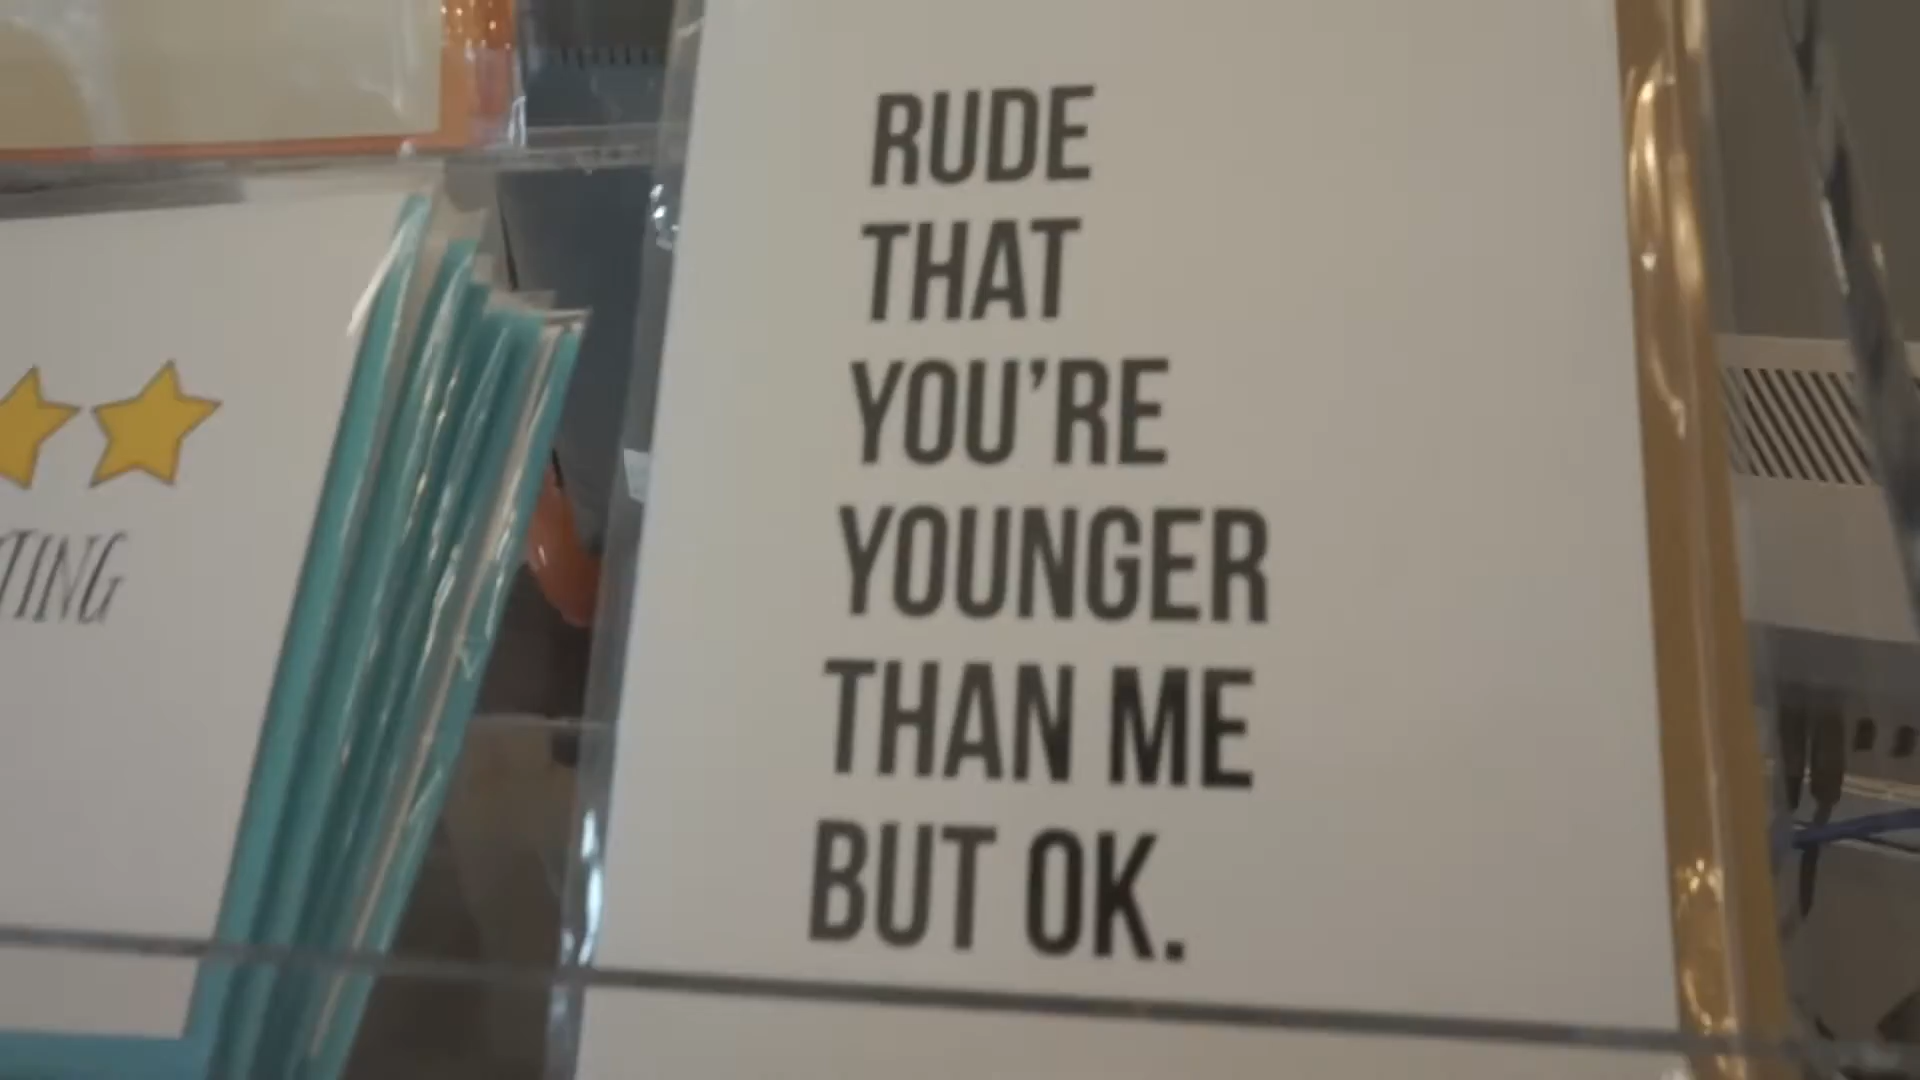 RUDE
THAT
YOU'RE
YOUNGER
THAN ME
BUT OK.